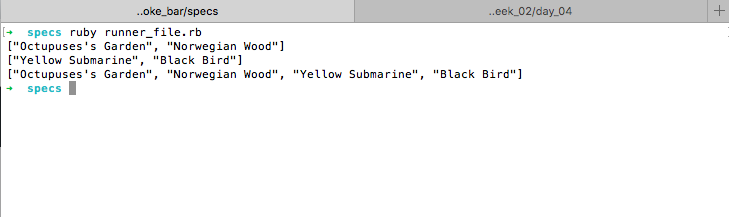 ..oke_bar/specs
..eek_02/day_04
+
[➜ specs ruby runner_file.rb
["Octupuses's Garden", "Norwegian Wood"]
["Yellow Submarine", "Black Bird"]
["Octupuses's Garden", "Norwegian Wood", "Yellow Submarine", "Black Bird"]
➜ specs